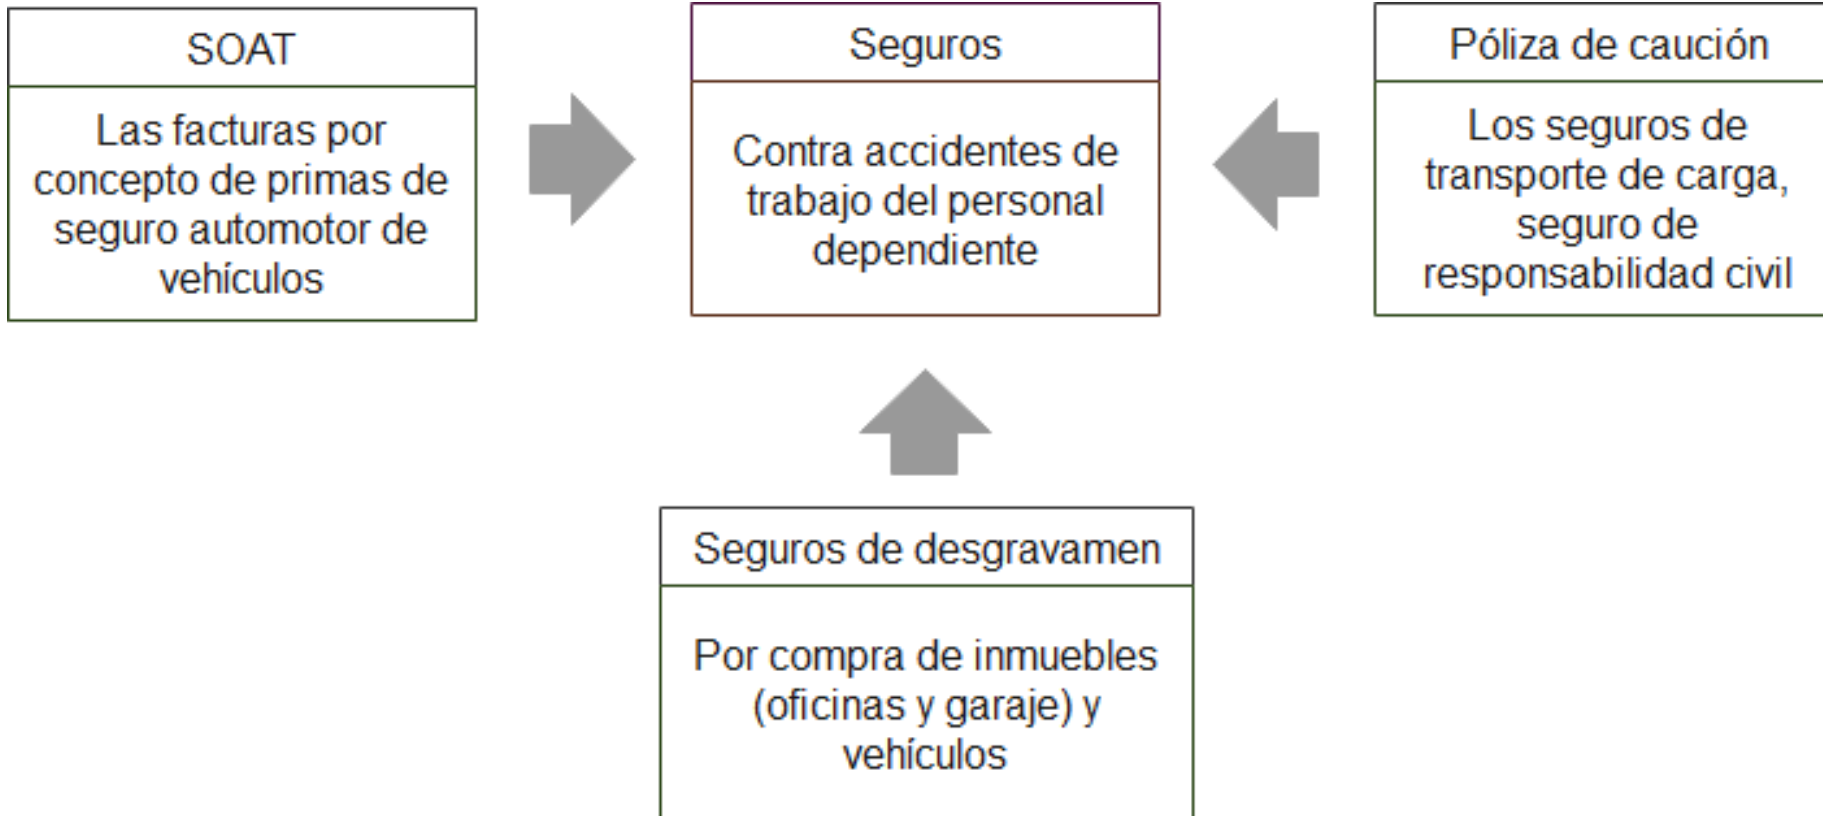 SOAT
Las facturas por
concepto de primas de
seguro automotor de
vehículos
Seguros
Contra accidentes de
trabajo del personal
dependiente
Póliza de caución
Los seguros de
transporte de carga,
seguro de
responsabilidad civil
Seguros de desgravamen
Por compra de inmuebles
(oficinas y garaje) y
vehículos